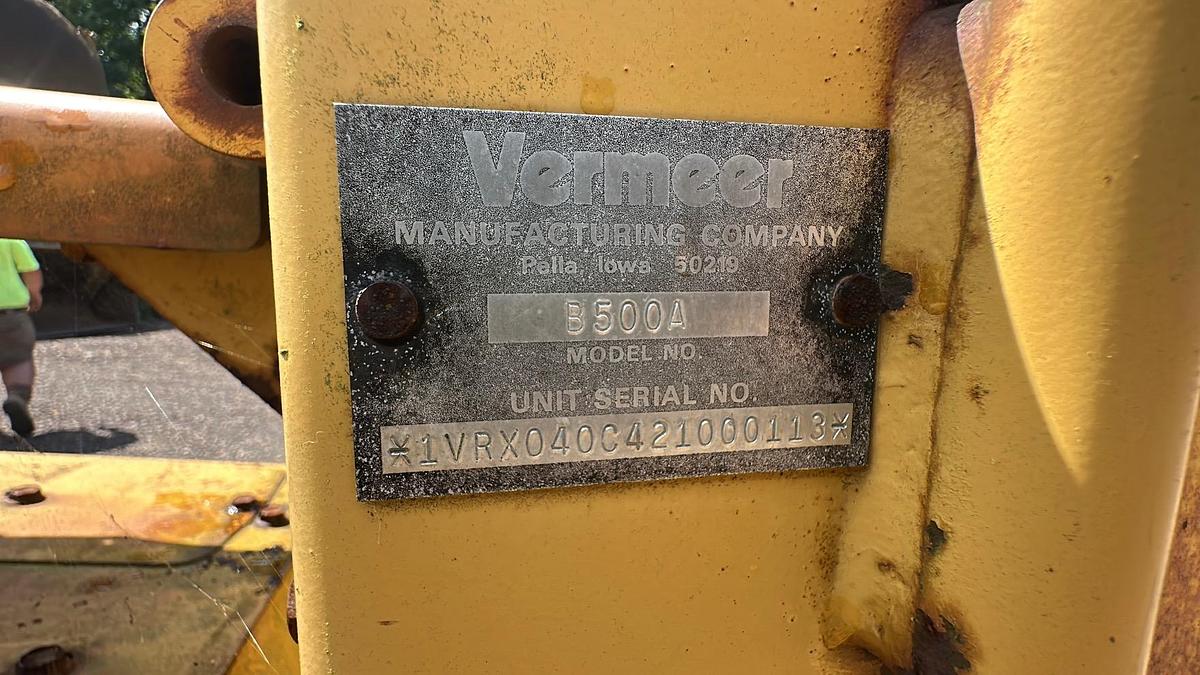 Vermeer
MANUFACTURING COMPANY
Pella, Iowa 50219
B500A
MODEL NO.
UNIT SERIAL NO.
*1VRX040C421000113*